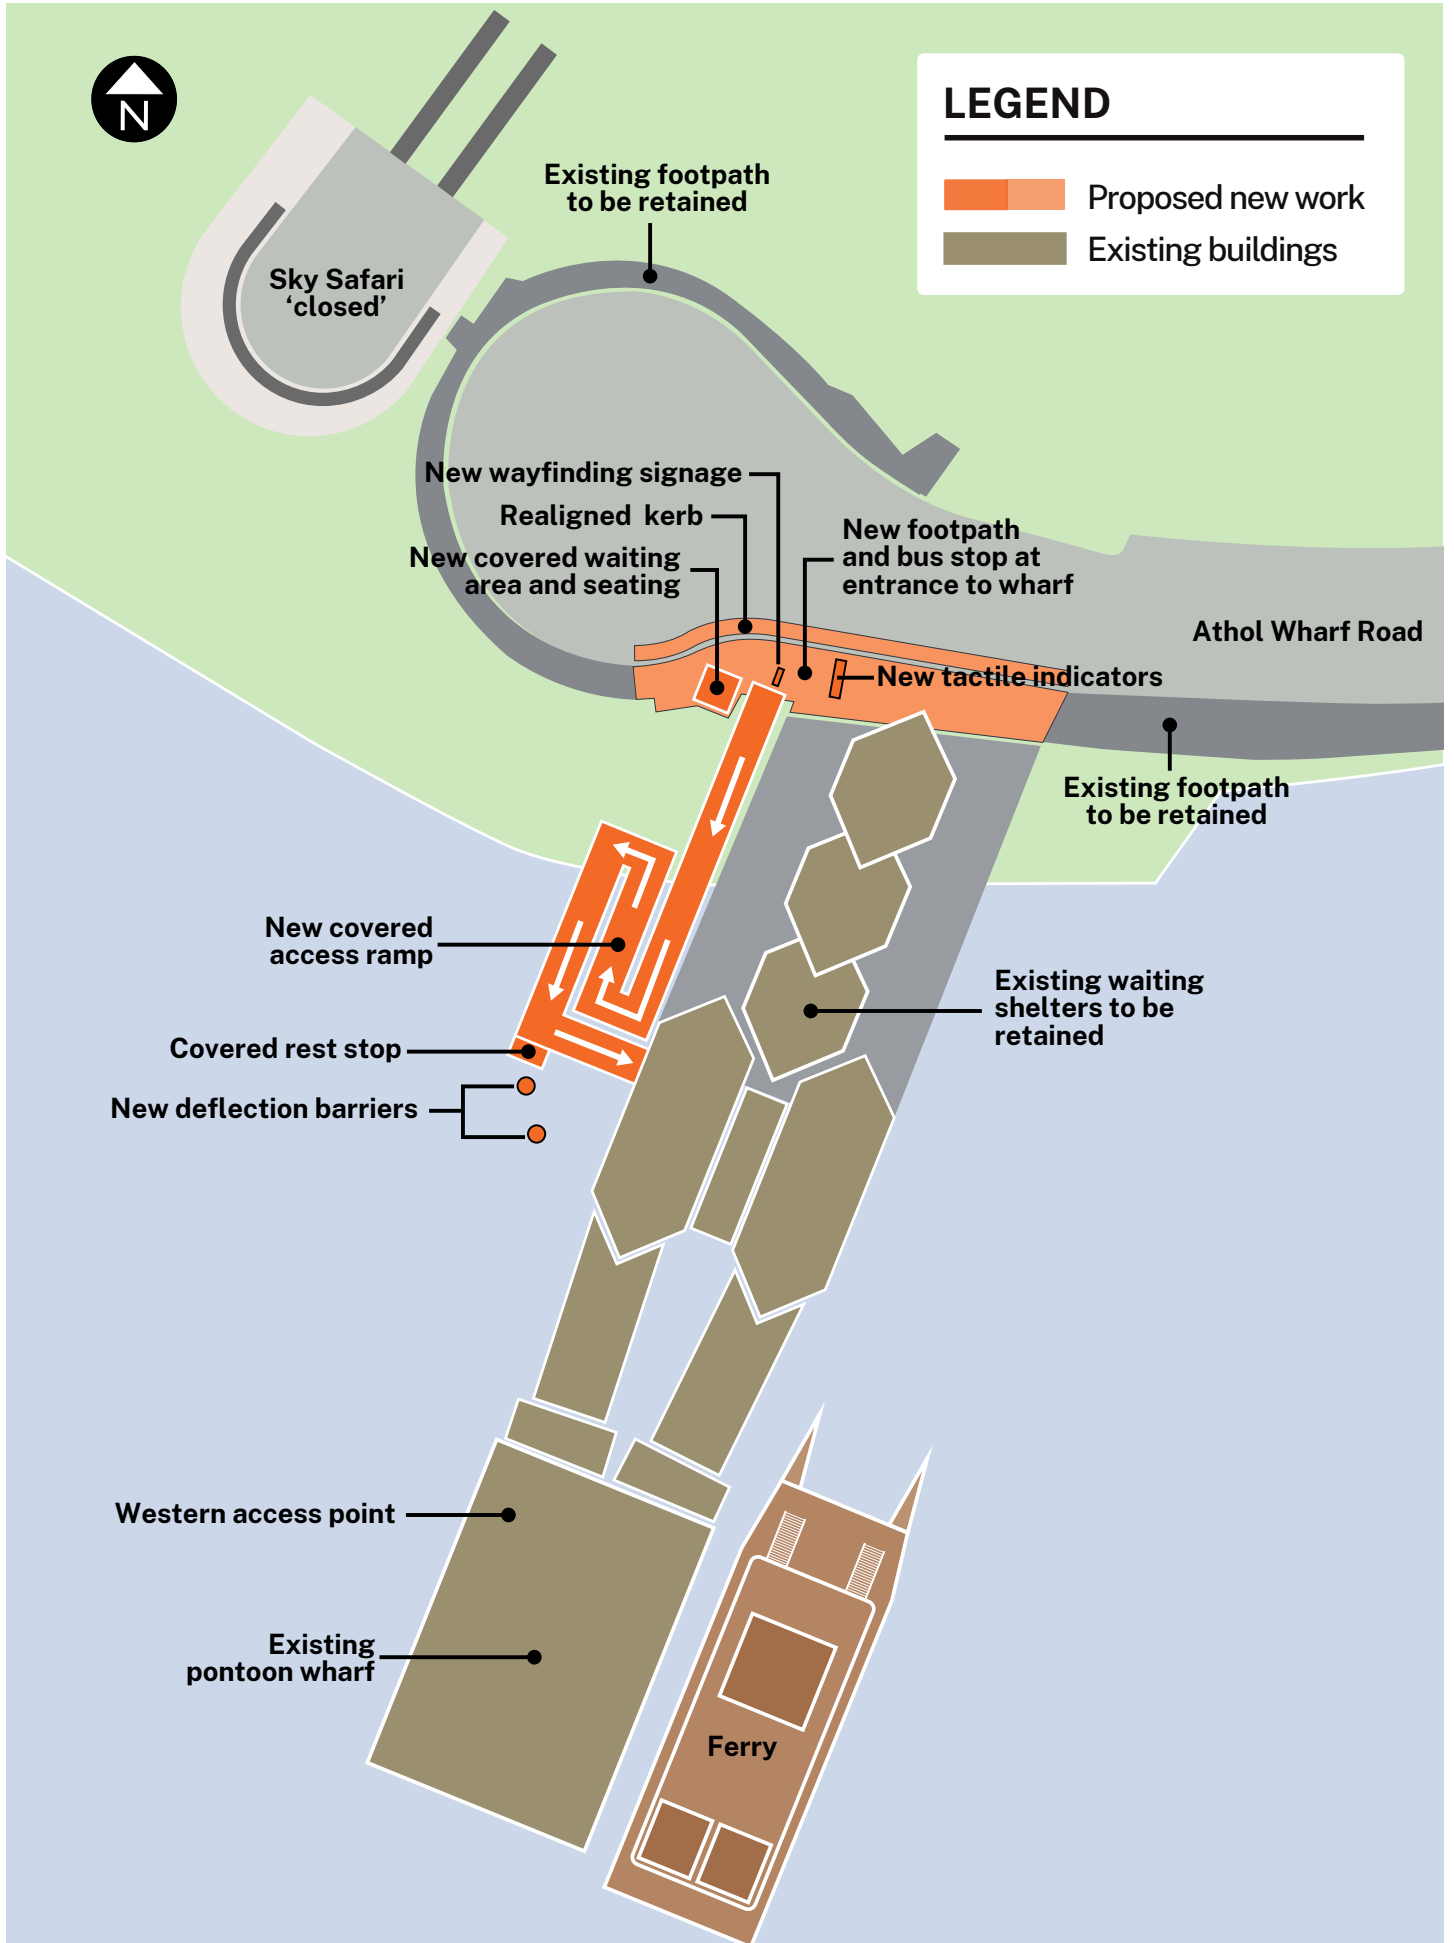 N
LEGEND
Proposed new work
Existing buildings
Existing footpath
to be retained
Sky Safari
‘closed’
New wayfinding signage
Realigned kerb
New covered waiting
area and seating
New footpath
and bus stop at
entrance to wharf
Athol Wharf Road
New tactile indicators
Existing footpath
to be retained
New covered
access ramp
Existing waiting
shelters to be
retained
Covered rest stop
New deflection barriers
Western access point
Existing
pontoon wharf
Ferry